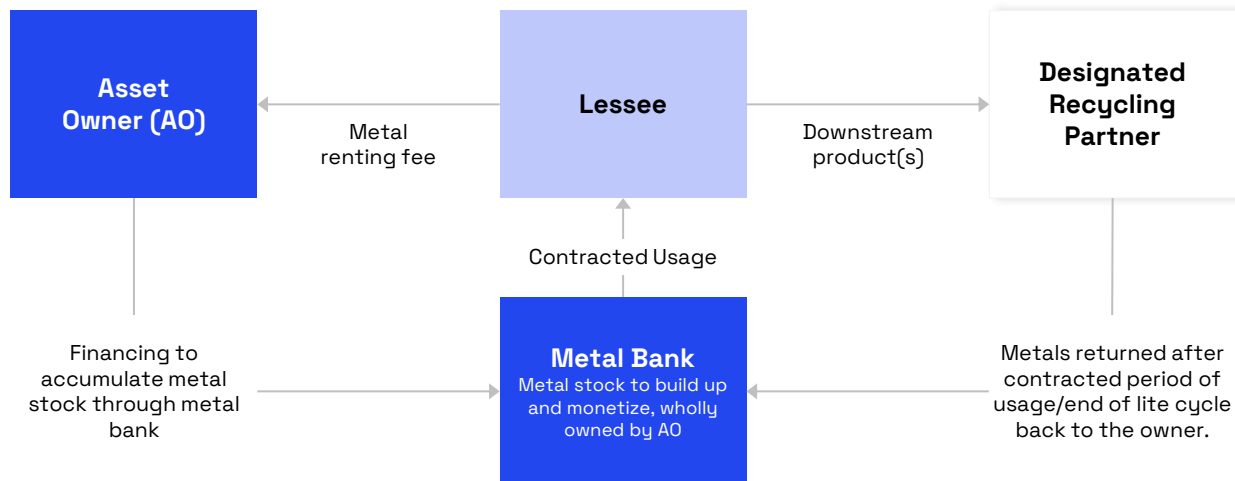 Asset
Owner (AO)
Metal
renting fee
Lessee
Downstream
product(s)
Designated
Recycling
Partner
Contracted Usage
Financing to
accumulate metal
stock through metal
bank
Metal Bank
Metal stock to build up
and monetize, wholly
owned by AO
Metals returned after
contracted period of
usage/end of lite cycle
back to the owner.